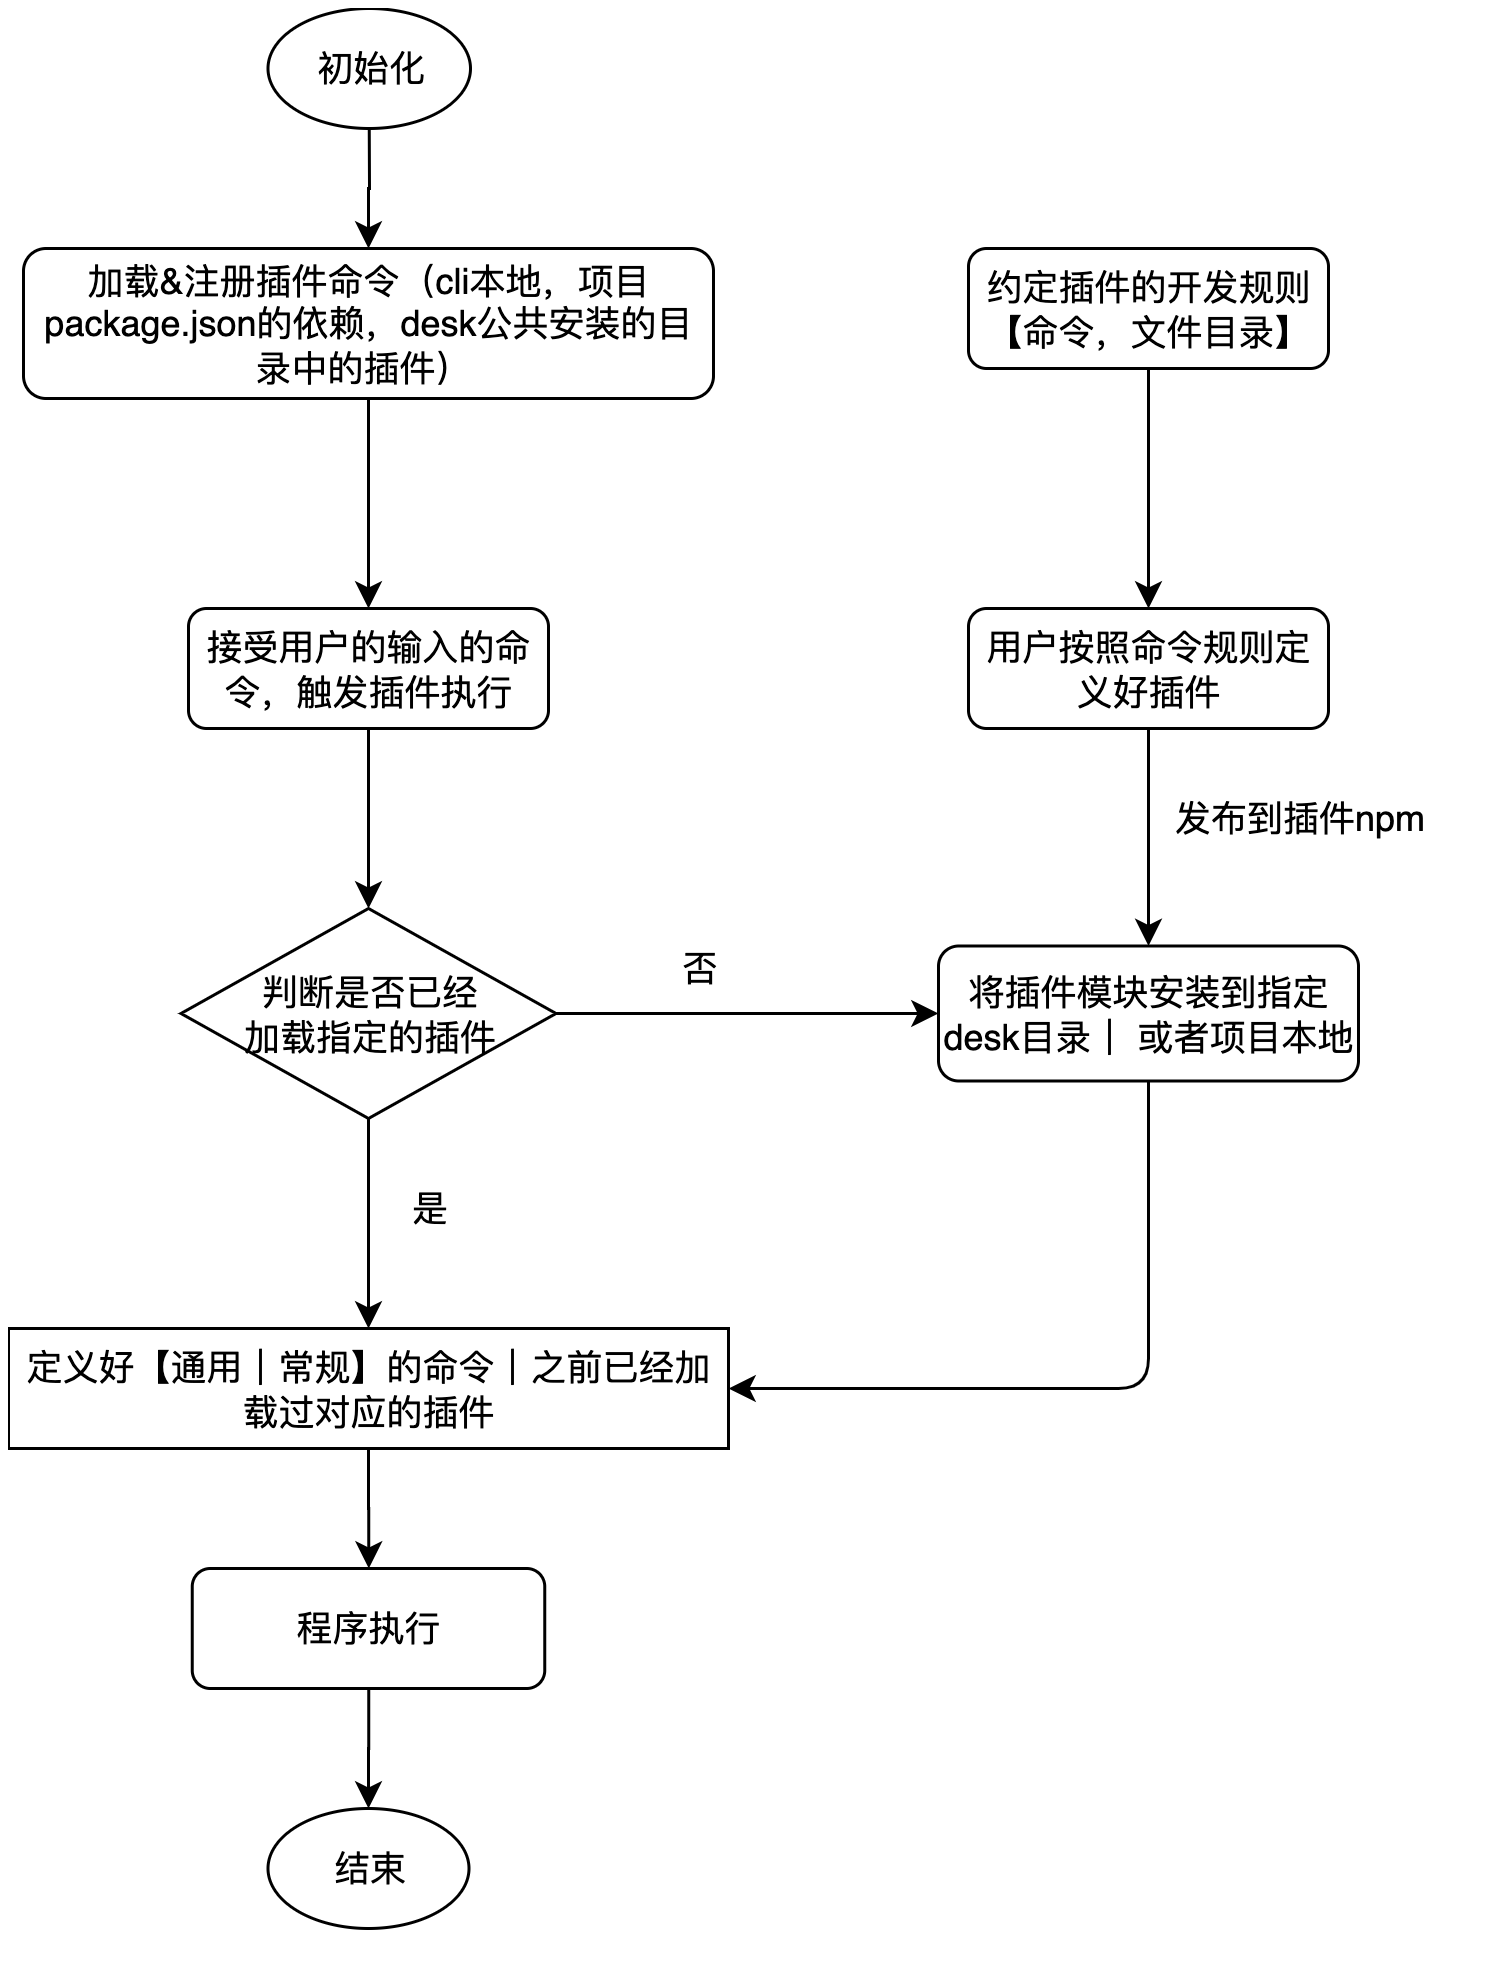 初始化
加载&注册插件命令（cli本地，项目
package.json的依赖，desk公共安装的目
录中的插件）
约定插件的开发规则
【命令，文件目录】
接受用户的输入的命
令，触发插件执行
用户按照命令规则定
义好插件
发布到插件npm
判断是否已经
加载指定的插件
否
将插件模块安装到指定
desk目录｜ 或者项目本地
是
定义好【通用｜常规】的命令｜之前已经加
载过对应的插件
程序执行
结束